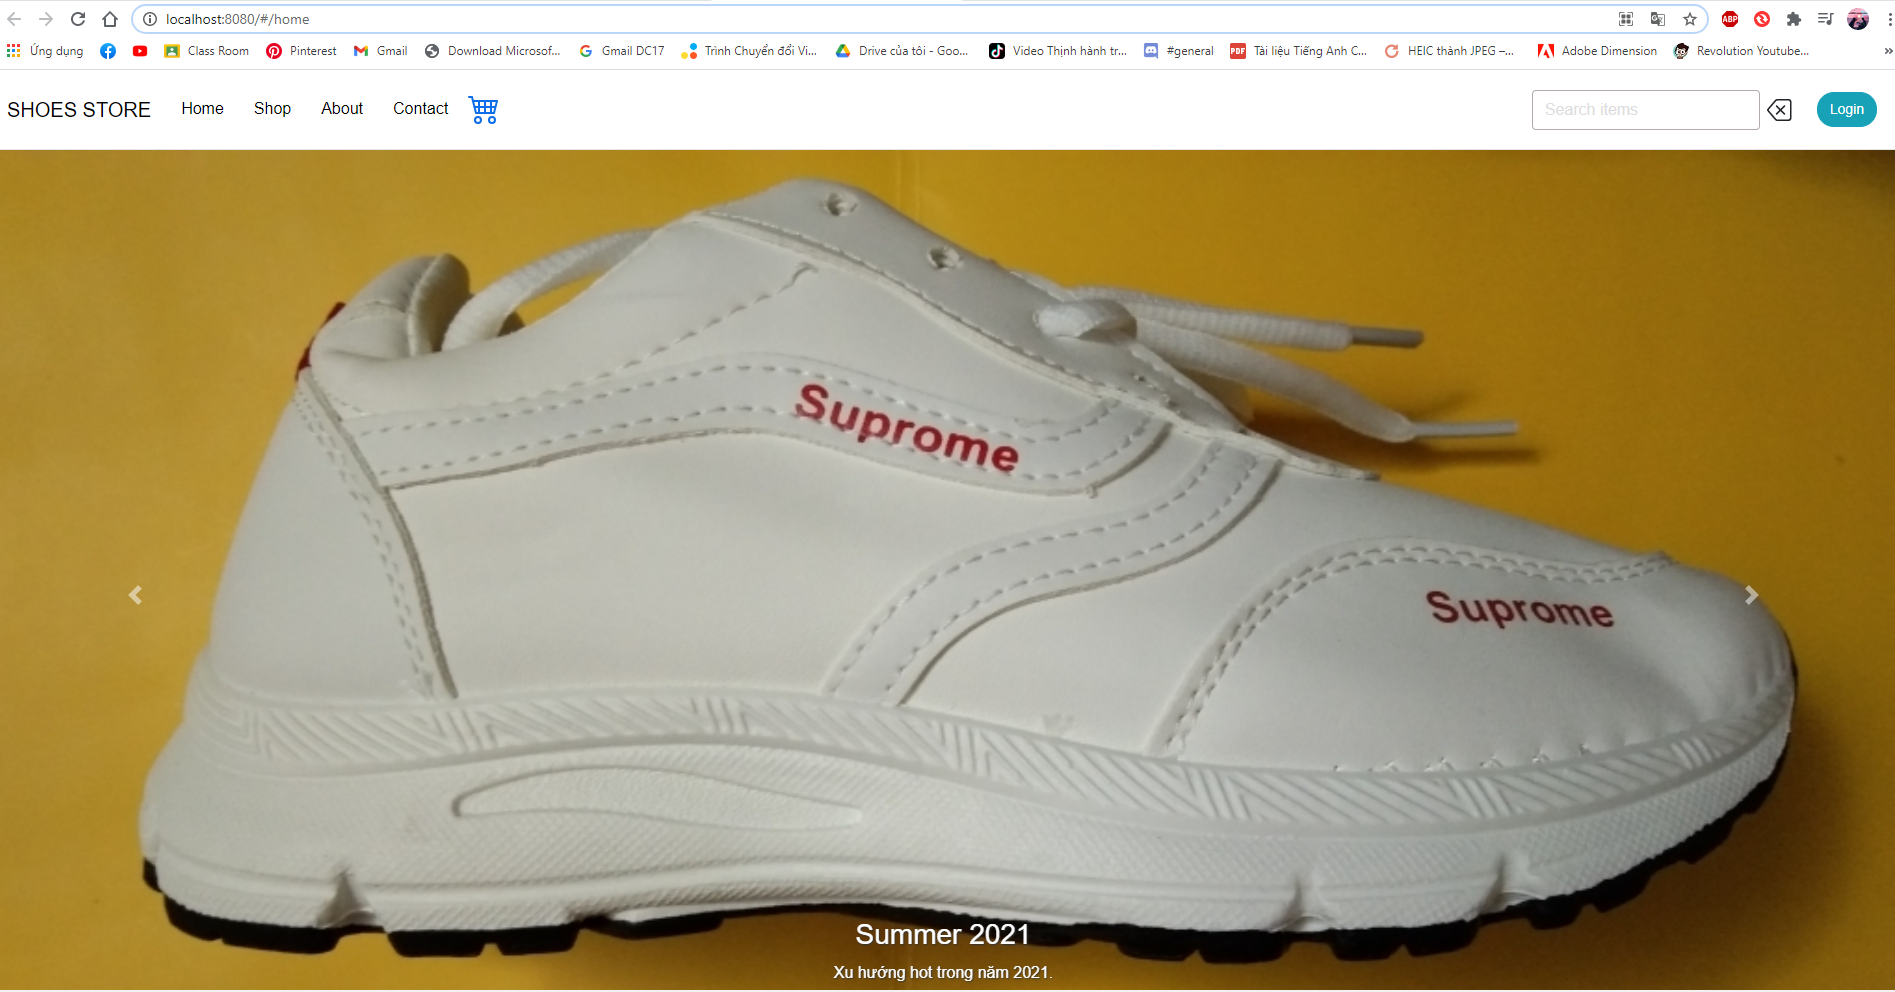 localhost:8080/#/home
ABP
Ứng dụng
Class Room
Pinterest
Gmail
Download Microsof...
Gmail DC17
Trình Chuyển đổi Vi...
Drive của tôi - Goo...
Video Thịnh hành tr...
#general
PDF
Tài liệu Tiếng Anh C...
HEIC thành JPEG –...
Adobe Dimension
Revolution Youtube...
»
SHOES STORE
Home
Shop
About
Contact
Search items
Login
Suprome
Suprome
Summer 2021
Xu hướng hot trong năm 2021.